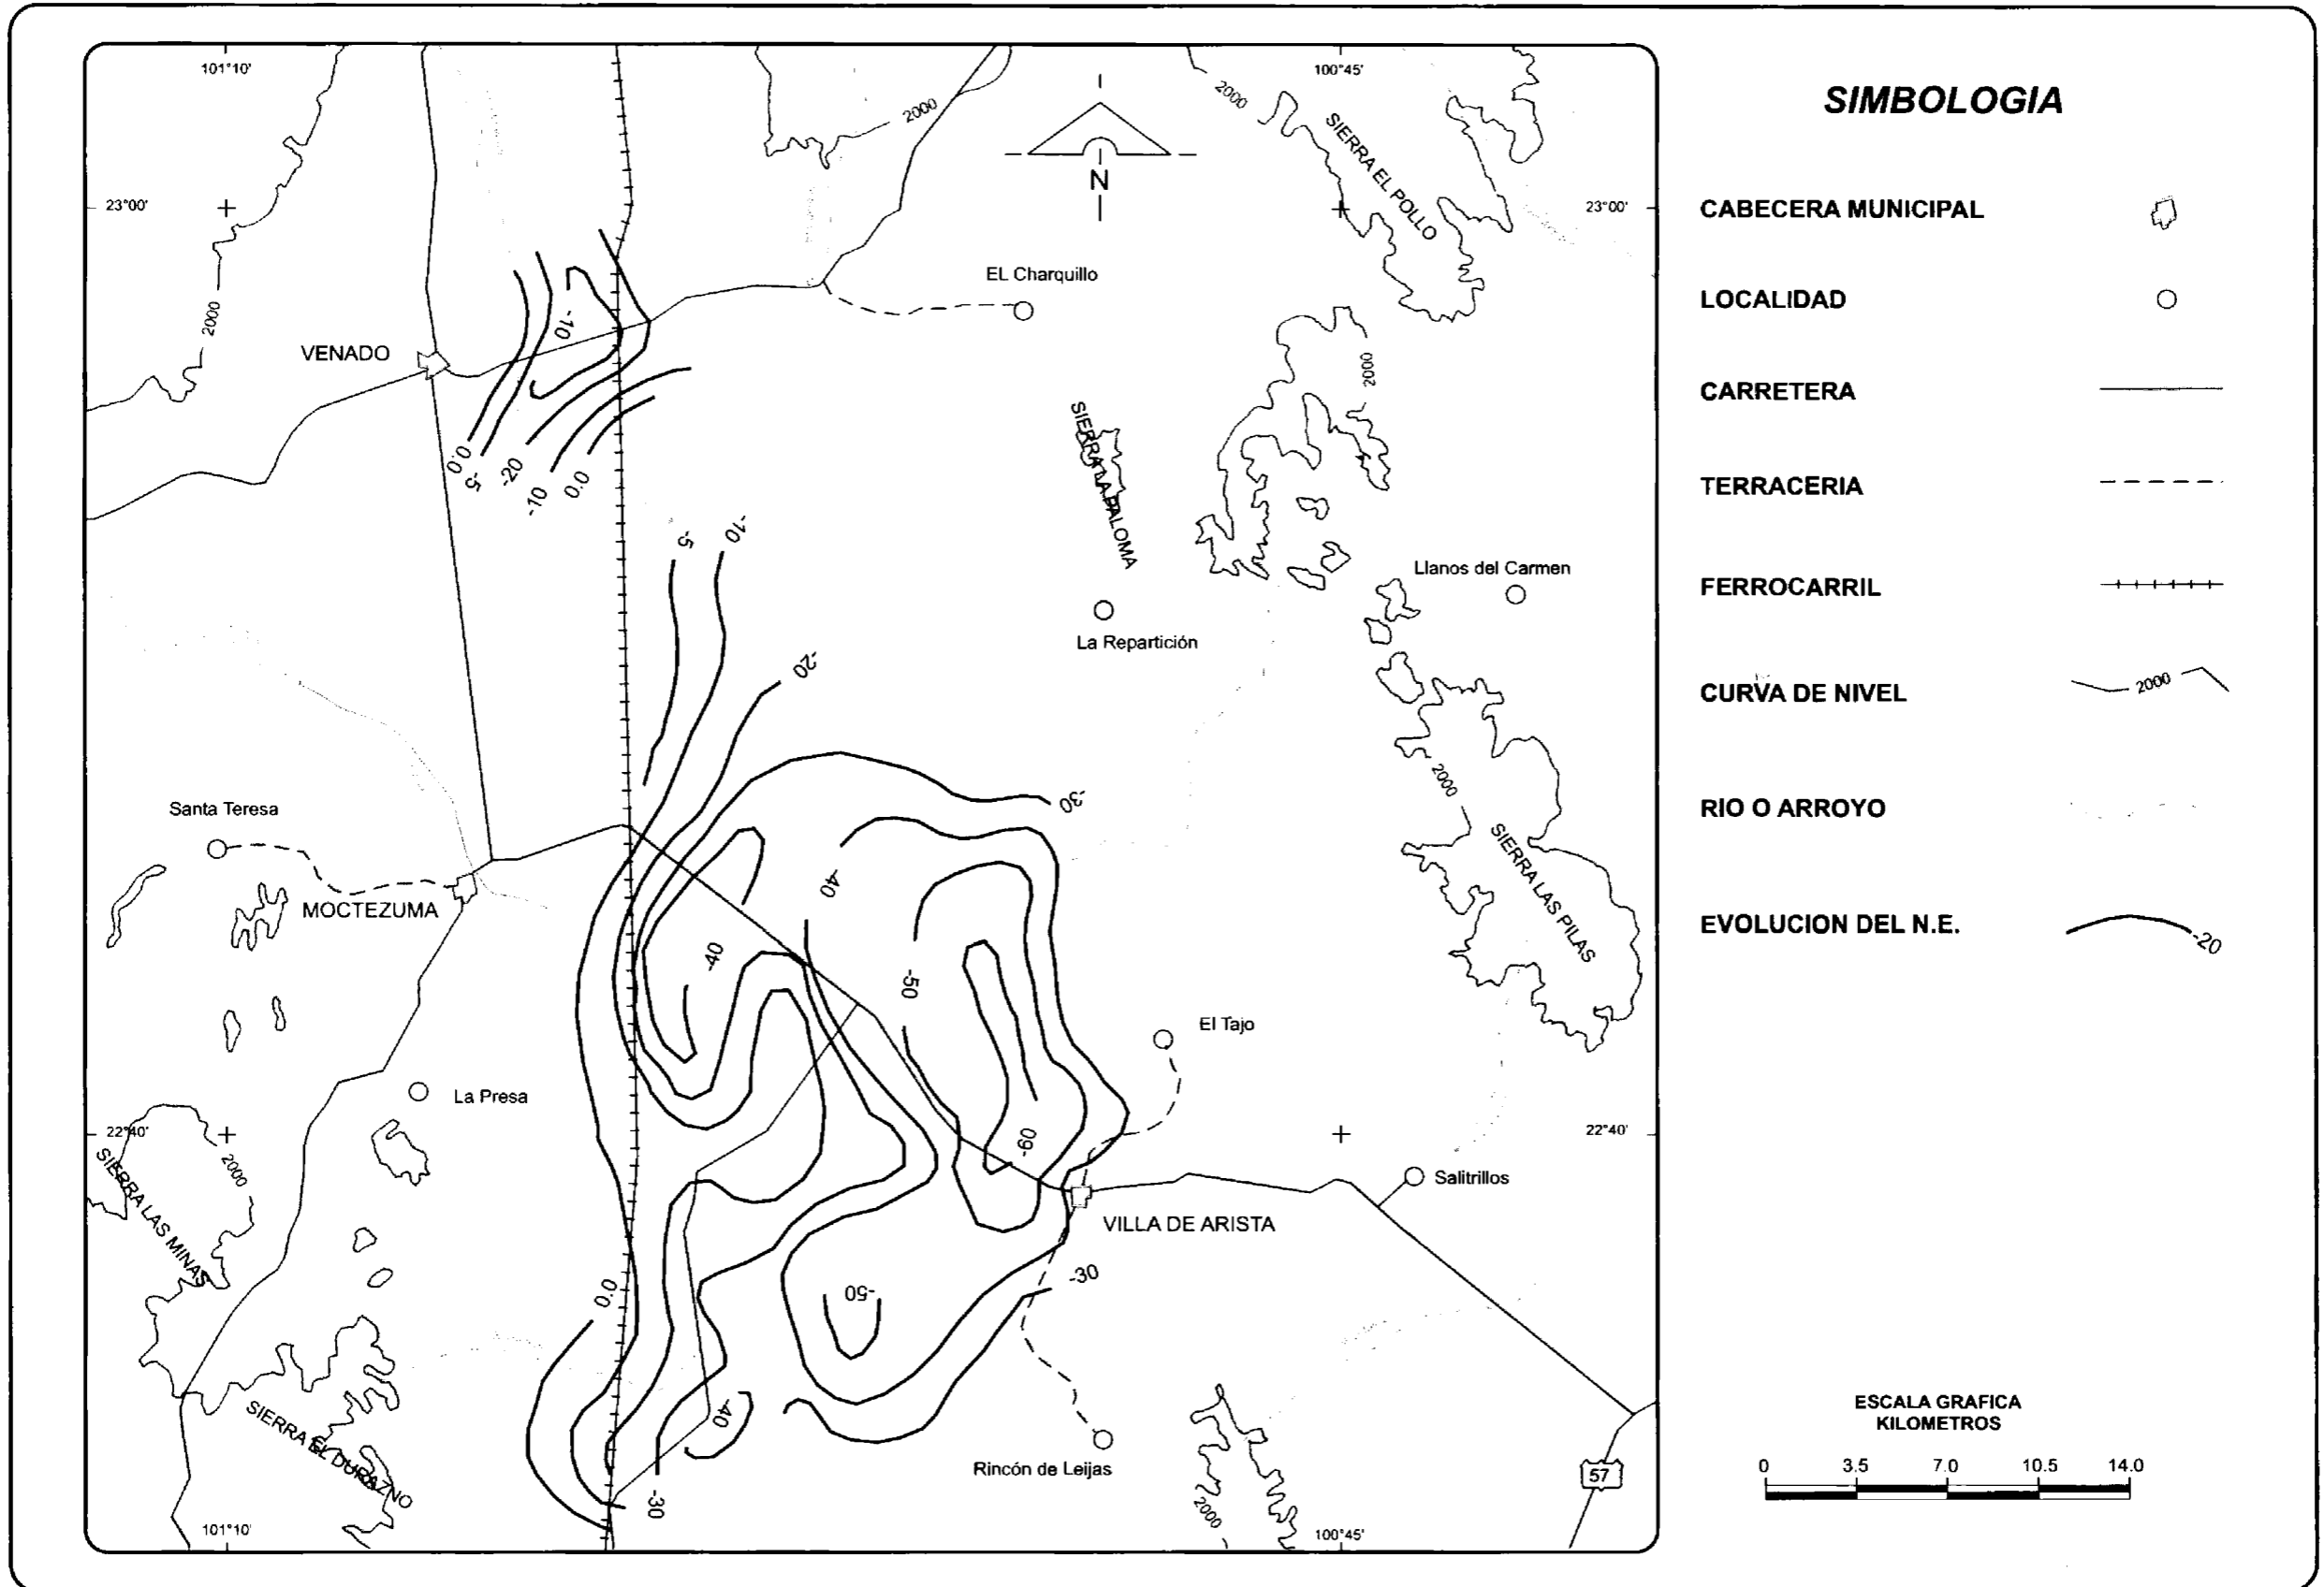 101°10'
100°45'
2000
2000
SIERRA EL POLLO
N
23°00'
23°00'
EL Charquillo
2000
-10
VENADO
2000
SIERRA LA PALOMA
0.0
-5
-20
-10
0.0
-5
-10
Llanos del Carmen
La Repartición
-20
2000
-30
Santa Teresa
SIERRA LAS PILAS
-40
MOCTEZUMA
-40
-50
El Tajo
La Presa
22°40'
22°40'
-60
2000
SIERRA LAS MINAS
Salitrillos
VILLA DE ARISTA
-30
0.0
-50
-40
SIERRA EL DURAZNO
Rincón de Leijas
57
-30
2000
101°10'
100°45'
SIMBOLOGIA
CABECERA MUNICIPAL
LOCALIDAD
CARRETERA
TERRACERIA
FERROCARRIL
CURVA DE NIVEL
2000
RIO O ARROYO
EVOLUCION DEL N.E.
-20
ESCALA GRAFICA
KILOMETROS
0 3.5 7.0 10.5 14.0